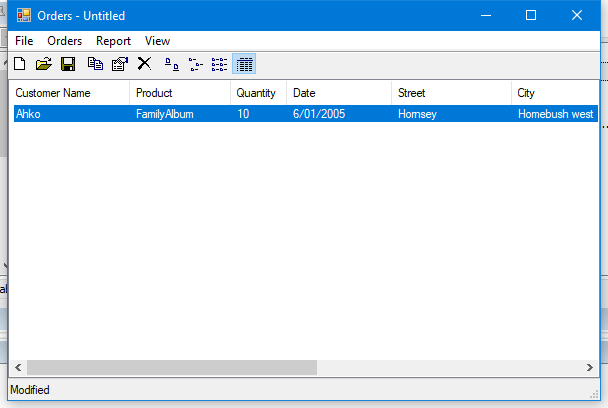 Orders - Untitled
File Orders Report View
Customer Name Product Quantity Date Street City
Ahko FamilyAlbum 10 6/01/2005 Hornsey Homebush west
Modified